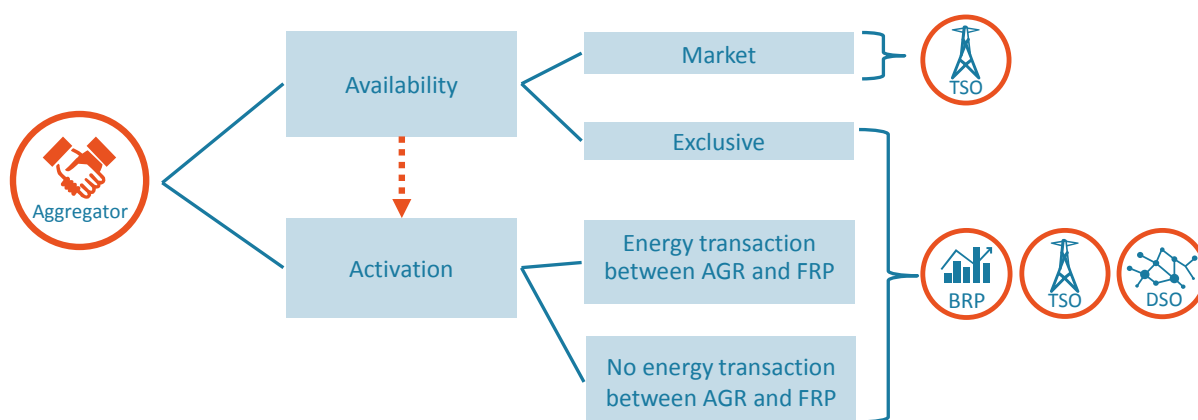 Aggregator
Availability
Activation
Market
Exclusive
Energy transaction
between AGR and FRP
No energy transaction
between AGR and FRP
TSO
BRP
TSO
DSO